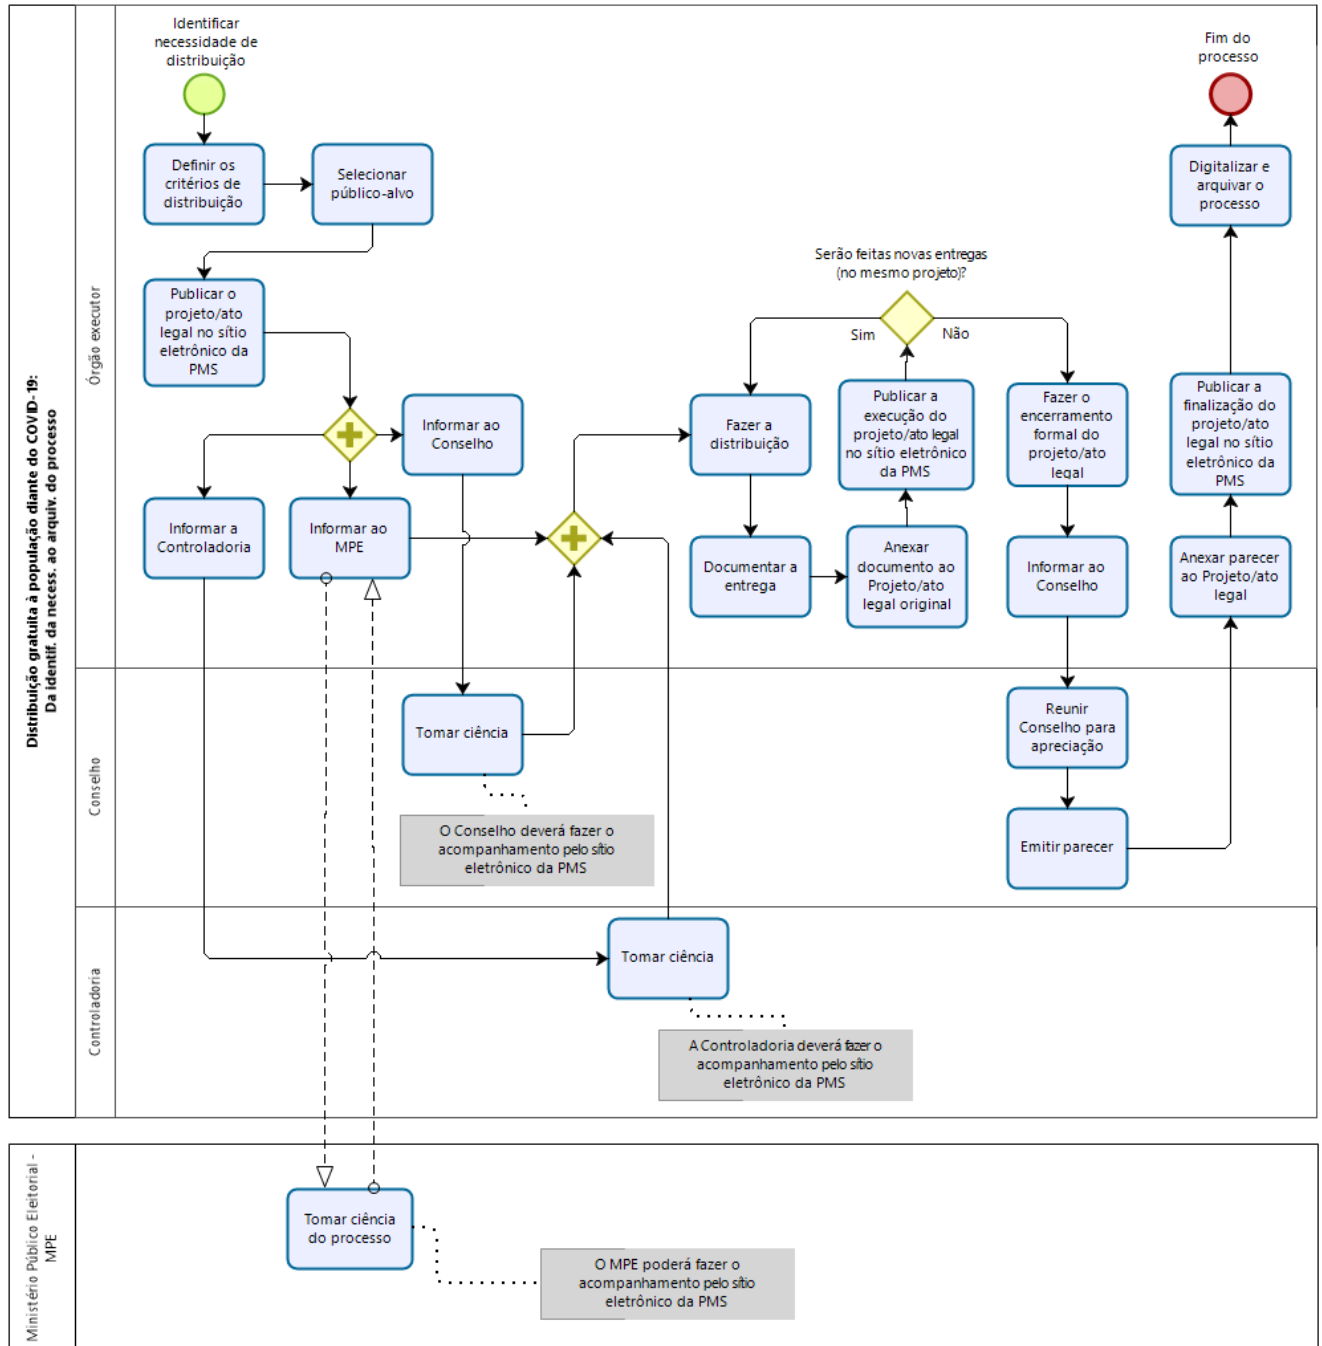 Distribuição gratuita à população diante do COVID-19:
Da identif. da necess. ao arquiv. do processo
Órgão executor
Identificar
necessidade de
distribuição
Definir os
critérios de
distribuição
Selecionar
público-alvo
Publicar o
projeto/ato
legal no sítio
eletrônico da
PMS
Informar ao
Conselho
Informar a
Controladoria
Informar ao
MPE
Fazer a
distribuição
Documentar a
entrega
Anexar
documento ao
Projeto/ato
legal original
Publicar a
execução do
projeto/ato legal
no sítio eletrônico
da PMS
Serão feitas novas entregas
(no mesmo projeto)?
Sim
Não
Fazer o
encerramento
formal do
projeto/ato
legal
Informar ao
Conselho
Fim do
processo
Digitalizar e
arquivar o
processo
Publicar a
finalização do
projeto/ato
legal no sítio
eletrônico da
PMS
Anexar parecer
ao Projeto/ato
legal
Conselho
Tomar ciência
O Conselho deverá fazer o
acompanhamento pelo sítio
eletrônico da PMS
Reunir
Conselho para
apreciação
Emitir parecer
Controladoria
Tomar ciência
A Controladoria deverá fazer o
acompanhamento pelo sítio
eletrônico da PMS
Ministério Público Eleitorial -
MPE
Tomar ciência
do processo
O MPE poderá fazer o
acompanhamento pelo sítio
eletrônico da PMS